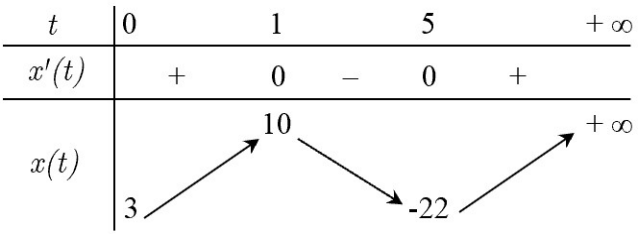 t 0 1 5 + ∞
x'(t) + 0 – 0 + 
10 + ∞
x(t)
3 -22